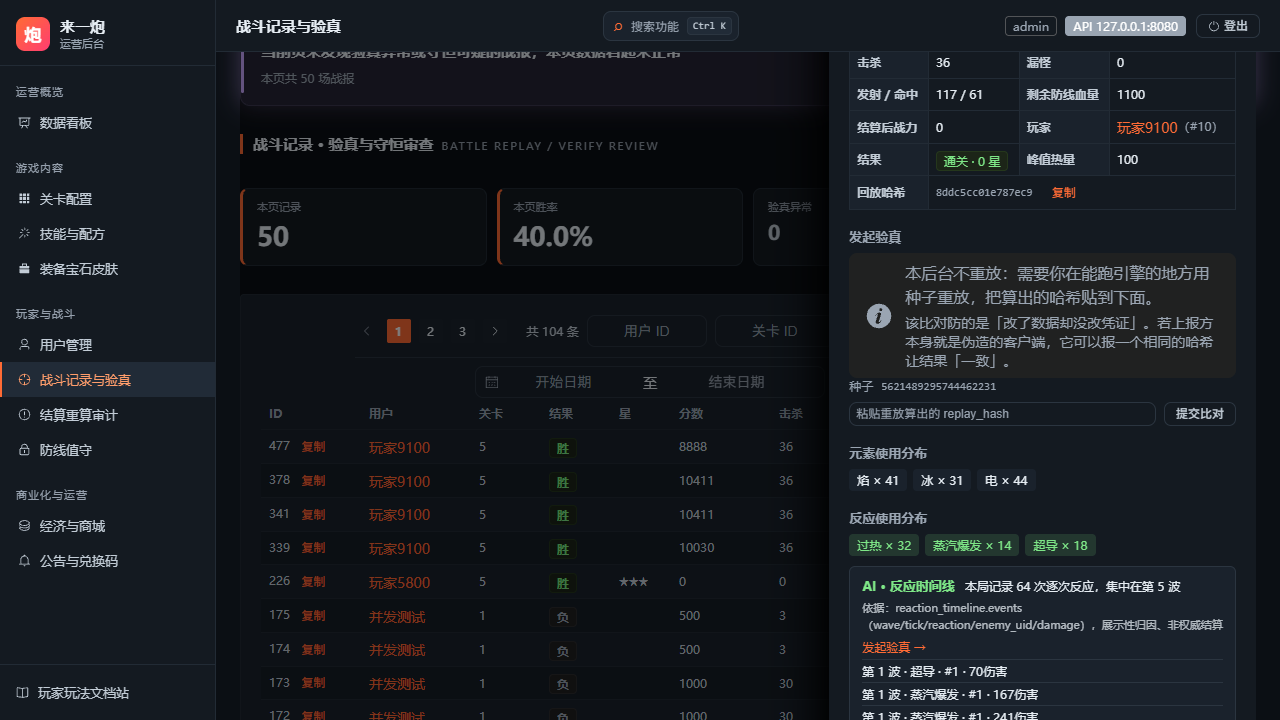 炮
来一炮
运营后台
战斗记录与验真
搜索功能 Ctrl K
admin
API 127.0.0.1:8080
登出
运营概览
数据看板
游戏内容
关卡配置
技能与配方
装备宝石皮肤
玩家与战斗
用户管理
战斗记录与验真
结算重算审计
防线值守
商业化与运营
经济与商城
公告与兑换码
玩家玩法文档站
本页共 50 场战报
战斗记录 • 验真与守恒审查 BATTLE REPLAY / VERIFY REVIEW
本页记录
50
本页胜率
40.0%
验真异常
0
1 2 3 共 104 条 用户 ID 关卡 ID
开始日期 至 结束日期
ID 用户 关卡 结果 星 分数 击杀
477 复制 玩家9100 5 胜 8888 36
378 复制 玩家9100 5 胜 10411 36
341 复制 玩家9100 5 胜 10411 36
339 复制 玩家9100 5 胜 10030 36
226 复制 玩家5800 5 胜 ★★★ 0 0
175 复制 并发测试 1 负 500 3
174 复制 并发测试 1 负 500 3
173 复制 并发测试 1 负 1000 30
172 复制 并发测试 1 负 1000 30
击杀 36 漏怪 0
发射 / 命中 117 / 61 剩余防线血量 1100
结算后战力 0 玩家 玩家9100 (#10)
结果 通关 · 0 星 峰值热量 100
回放哈希 8ddc5cc01e787ec9 复制
发起验真
本后台不重放：需要你在能跑引擎的地方用
种子重放，把算出的哈希贴到下面。
该比对防的是「改了数据却没改凭证」。若上报方
本身就是伪造的客户端，它可以报一个相同的哈希
让结果「一致」。
种子 5621489295744462231
粘贴重放算出的 replay_hash 提交比对
元素使用分布
焰 × 41 冰 × 31 电 × 44
反应使用分布
过热 × 32 蒸汽爆发 × 14 超导 × 18
AI • 反应时间线 本局记录 64 次逐次反应，集中在第 5 波
依据：reaction_timeline.events
（wave/tick/reaction/enemy_uid/damage），展示性归因、非权威结算
发起验真 →
第 1 波 · 超导 · #1 · 70伤害
第 1 波 · 蒸汽爆发 · #1 · 167伤害
第 1 波 · 蒸汽爆发 · #1 · 241伤害